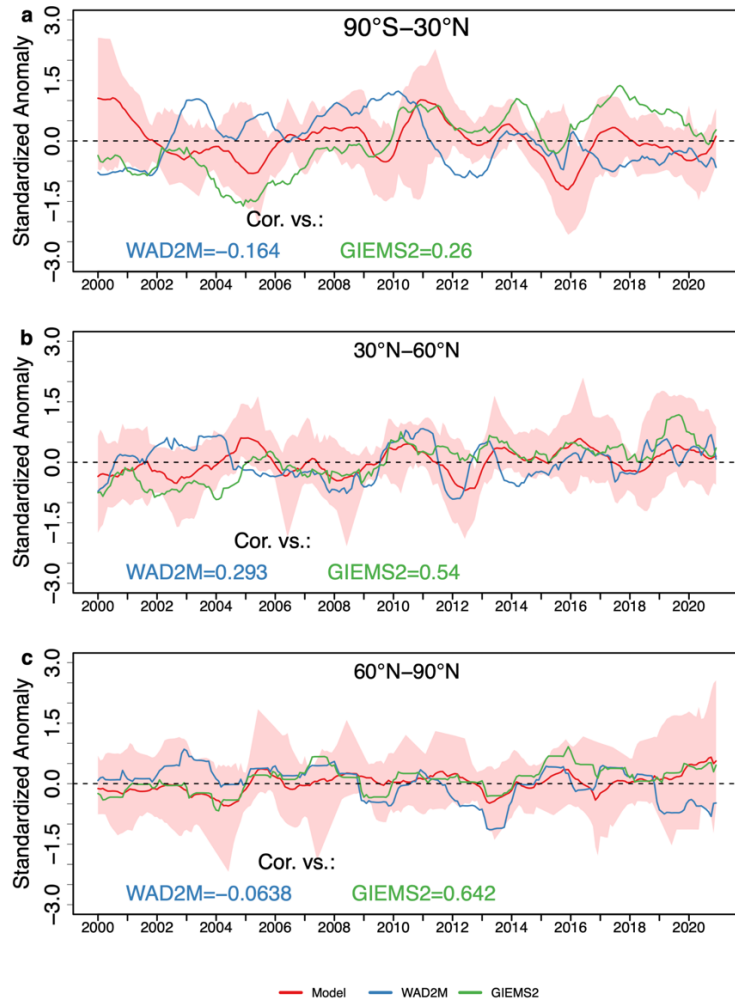 a
90°S–30°N
Standardized Anomaly
3.0
1.5
0.0
−1.5
−3.0
Cor. vs.:
WAD2M=−0.164 GIEMS2=0.26
2000 2002 2004 2006 2008 2010 2012 2014 2016 2018 2020
b
30°N–60°N
Standardized Anomaly
3.0
1.5
0.0
−1.5
−3.0
Cor. vs.:
WAD2M=0.293 GIEMS2=0.54
2000 2002 2004 2006 2008 2010 2012 2014 2016 2018 2020
c
60°N–90°N
Standardized Anomaly
3.0
1.5
0.0
−1.5
−3.0
Cor. vs.:
WAD2M=−0.0638 GIEMS2=0.642
2000 2002 2004 2006 2008 2010 2012 2014 2016 2018 2020
Model WAD2M GIEMS2